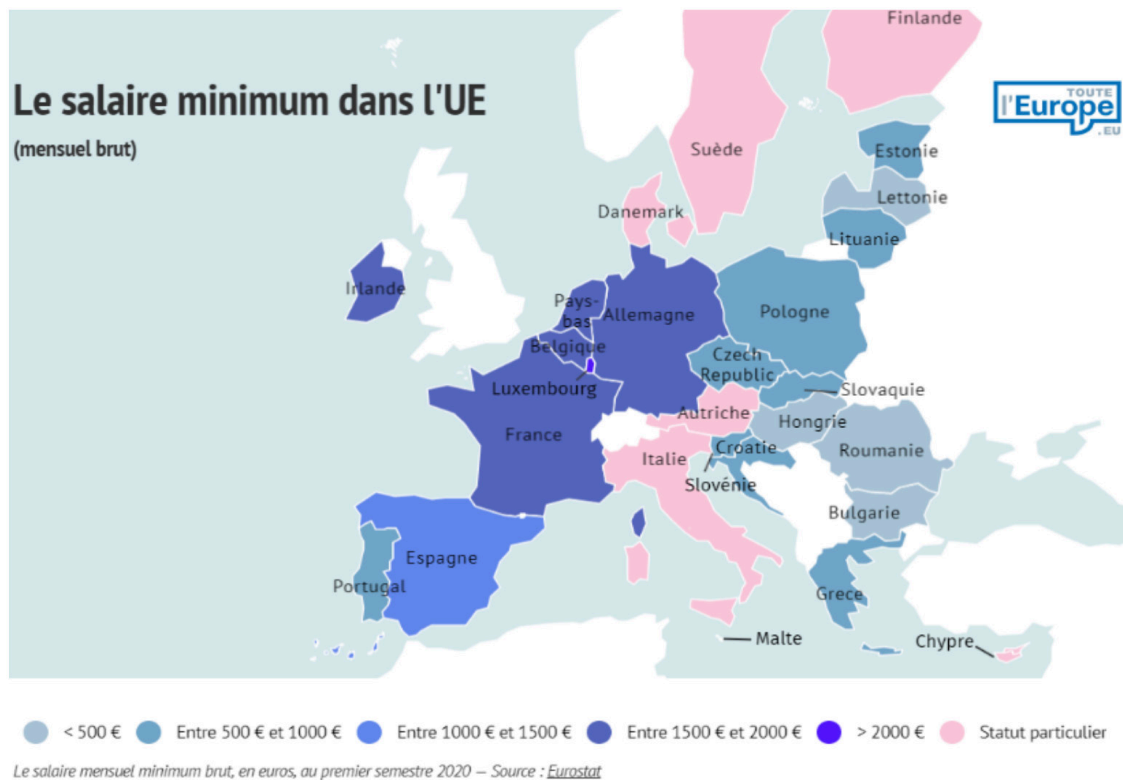 Finlande
Le salaire minimum dans l'UE
(mensuel brut)
TOUTE
l'Europe
.EU
Estonie
Suède
Lettonie
Danemark
Lituanie
Irlande
Pays-
bas
Allemagne
Pologne
Belgique
Czech
Republic
Luxembourg
Slovaquie
Autriche
Hongrie
France
Croatie
Roumanie
Italie
Slovénie
Bulgarie
Espagne
Portugal
Grece
Malte
Chypre
< 500 €
Entre 500 € et 1000 €
Entre 1000 € et 1500 €
Entre 1500 € et 2000 €
> 2000 €
Statut particulier
Le salaire mensuel minimum brut, en euros, au premier semestre 2020 — Source : Eurostat